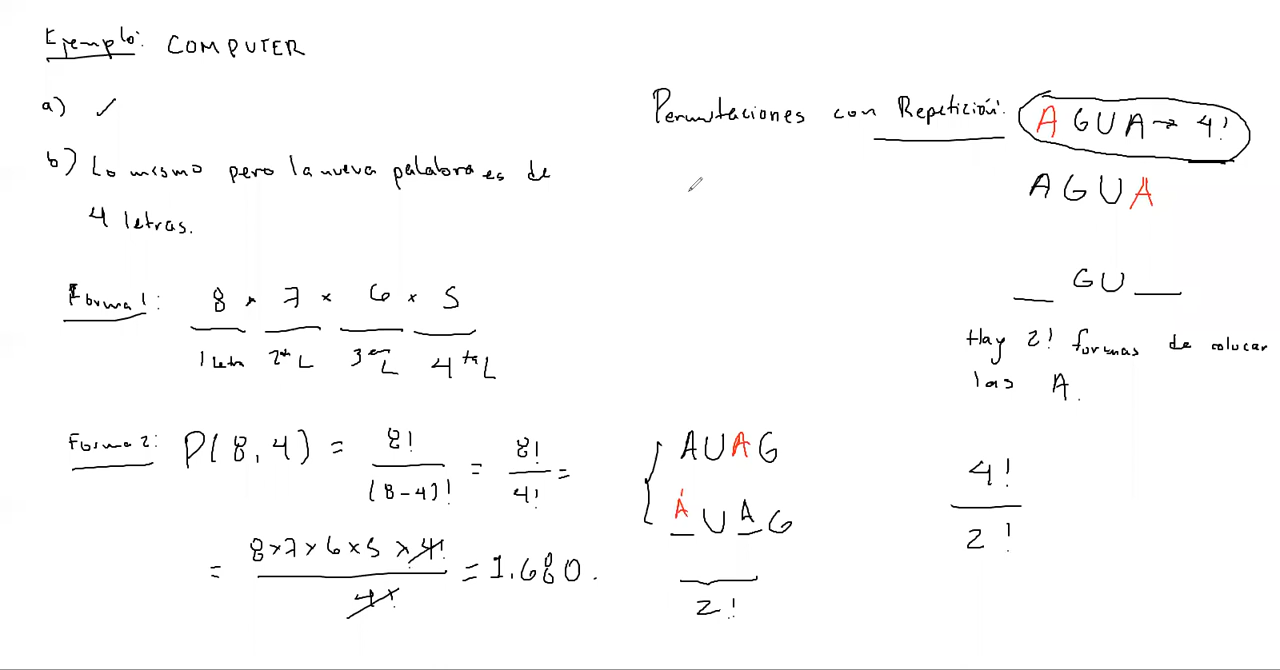 Ejemplo: COMPUTER
a) ✓
b) Lo mismo pero la nueva palabra es de
4 letras.
Forma 1: 8 × 7 × 6 × 5
1 Letra 2da L 3era L 4ta L
Forma 2: P(8,4) = 8! / (8-4)! = 8! / 4! =
= 8×7×6×5×4! / 4! = 1.680.
Permutaciones con Repetición: AGUA → 4!
AGUA
__ GU __
Hay 2! formas de colocar
las A.
AUAG
AUAG
2!
4!
2!